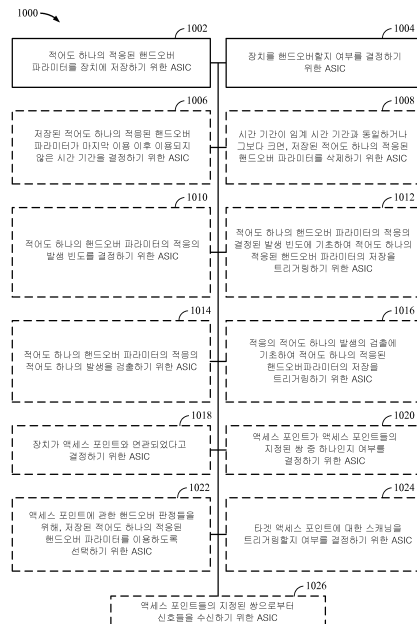 1000
1002
적어도 하나의 적응된 핸드오버
파라미터를 장치에 저장하기 위한 ASIC
1004
장치를 핸드오버할지 여부를 결정하기
위한 ASIC
1006
저장된 적어도 하나의 적응된 핸드오버
파라미터가 마지막 이용 이후 이용되지
않은 시간 기간을 결정하기 위한 ASIC
1008
시간 기간이 임계 시간 기간과 동일하거나
그보다 크면, 저장된 적어도 하나의 적응된
핸드오버 파라미터를 삭제하기 위한 ASIC
1010
적어도 하나의 핸드오버 파라미터의 적응의
발생 빈도를 결정하기 위한 ASIC
1012
적어도 하나의 핸드오버 파라미터의 적응의
결정된 발생 빈도에 기초하여 적어도 하나의
적응된 핸드오버 파라미터의 저장을
트리거링하기 위한 ASIC
1014
적어도 하나의 핸드오버 파라미터의 적응의
적어도 하나의 발생을 검출하기 위한 ASIC
1016
적응의 적어도 하나의 발생의 검출에
기초하여 적어도 하나의 적응된
핸드오버파라미터의 저장을
트리거링하기 위한 ASIC
1018
장치가 액세스 포인트와 연관되었다고
결정하기 위한 ASIC
1020
액세스 포인트가 액세스 포인트들의
지정된 쌍 중 하나인지 여부를
결정하기 위한 ASIC
1022
액세스 포인트에 관한 핸드오버 판정들을
위해, 저장된 적어도 하나의 적응된
핸드오버 파라미터를 이용하도록
선택하기 위한 ASIC
1024
타겟 액세스 포인트에 대한 스캐닝을
트리거링할지 여부를 결정하기 위한 ASIC
1026
액세스 포인트들의 지정된 쌍으로부터
신호들을 수신하기 위한 ASIC